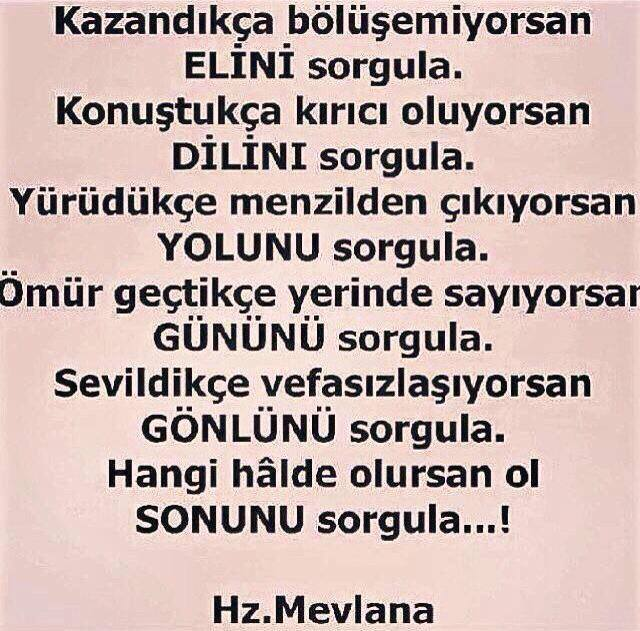 Kazandıkça bölüşemiyorsan
ELİNİ sorgula.
Konuştukça kırıcı oluyorsan
DİLİNI sorgula.
Yürüdükçe menzilden çıkıyorsan
YOLUNU sorgula.
Ömür geçtikçe yerinde sayıyorsan
GÜNÜNÜ sorgula.
Sevildikçe vefasızlaşıyorsan
GÖNLÜNÜ sorgula.
Hangi hâlde olursan ol
SONUNU sorgula...!
Hz.Mevlana